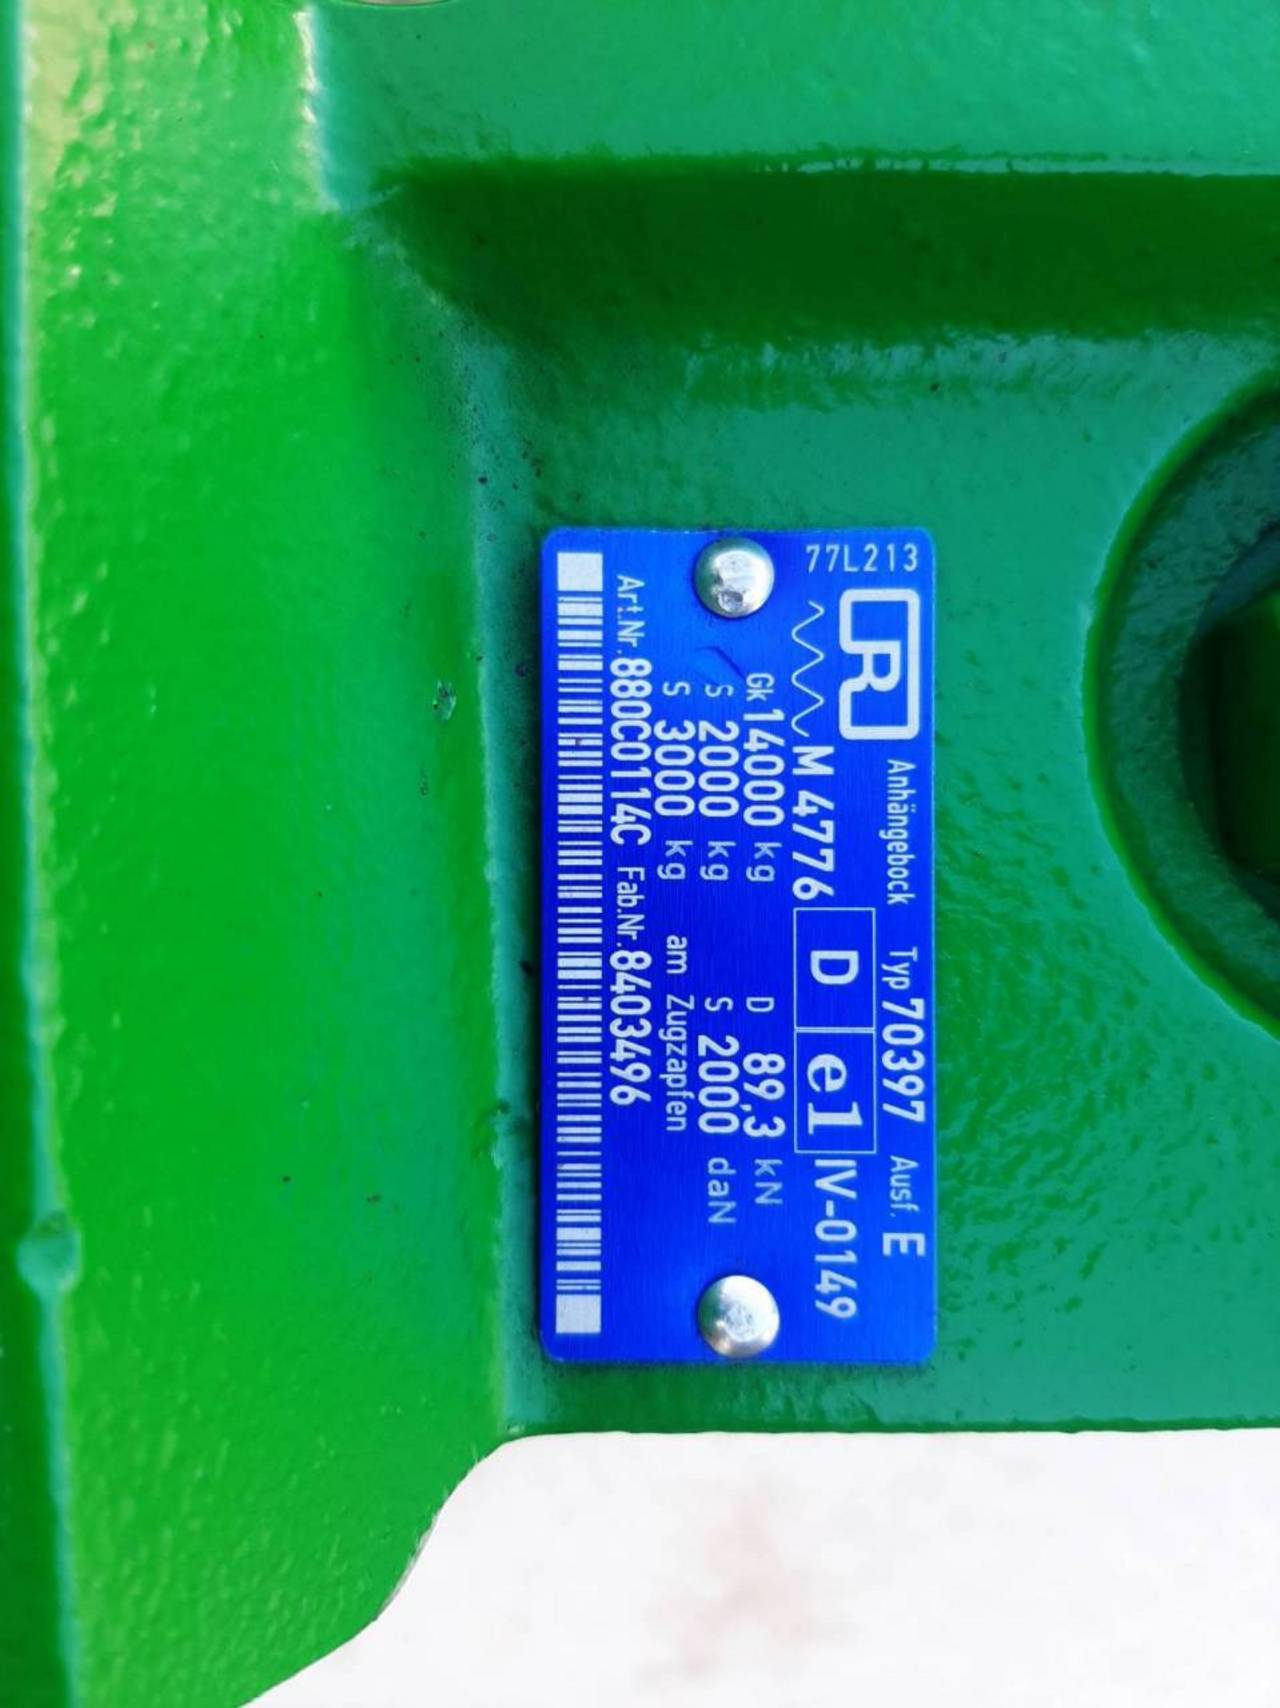 77L213
R Anhängebock Typ 70397 Ausf. E
M 4776 D e1 IV-0149
Gk 14000 kg D 89,3 kN
S 2000 kg S 2000 daN
S 3000 kg am Zugzapfen
Art.Nr. 880C0114C Fab.Nr. 8403496